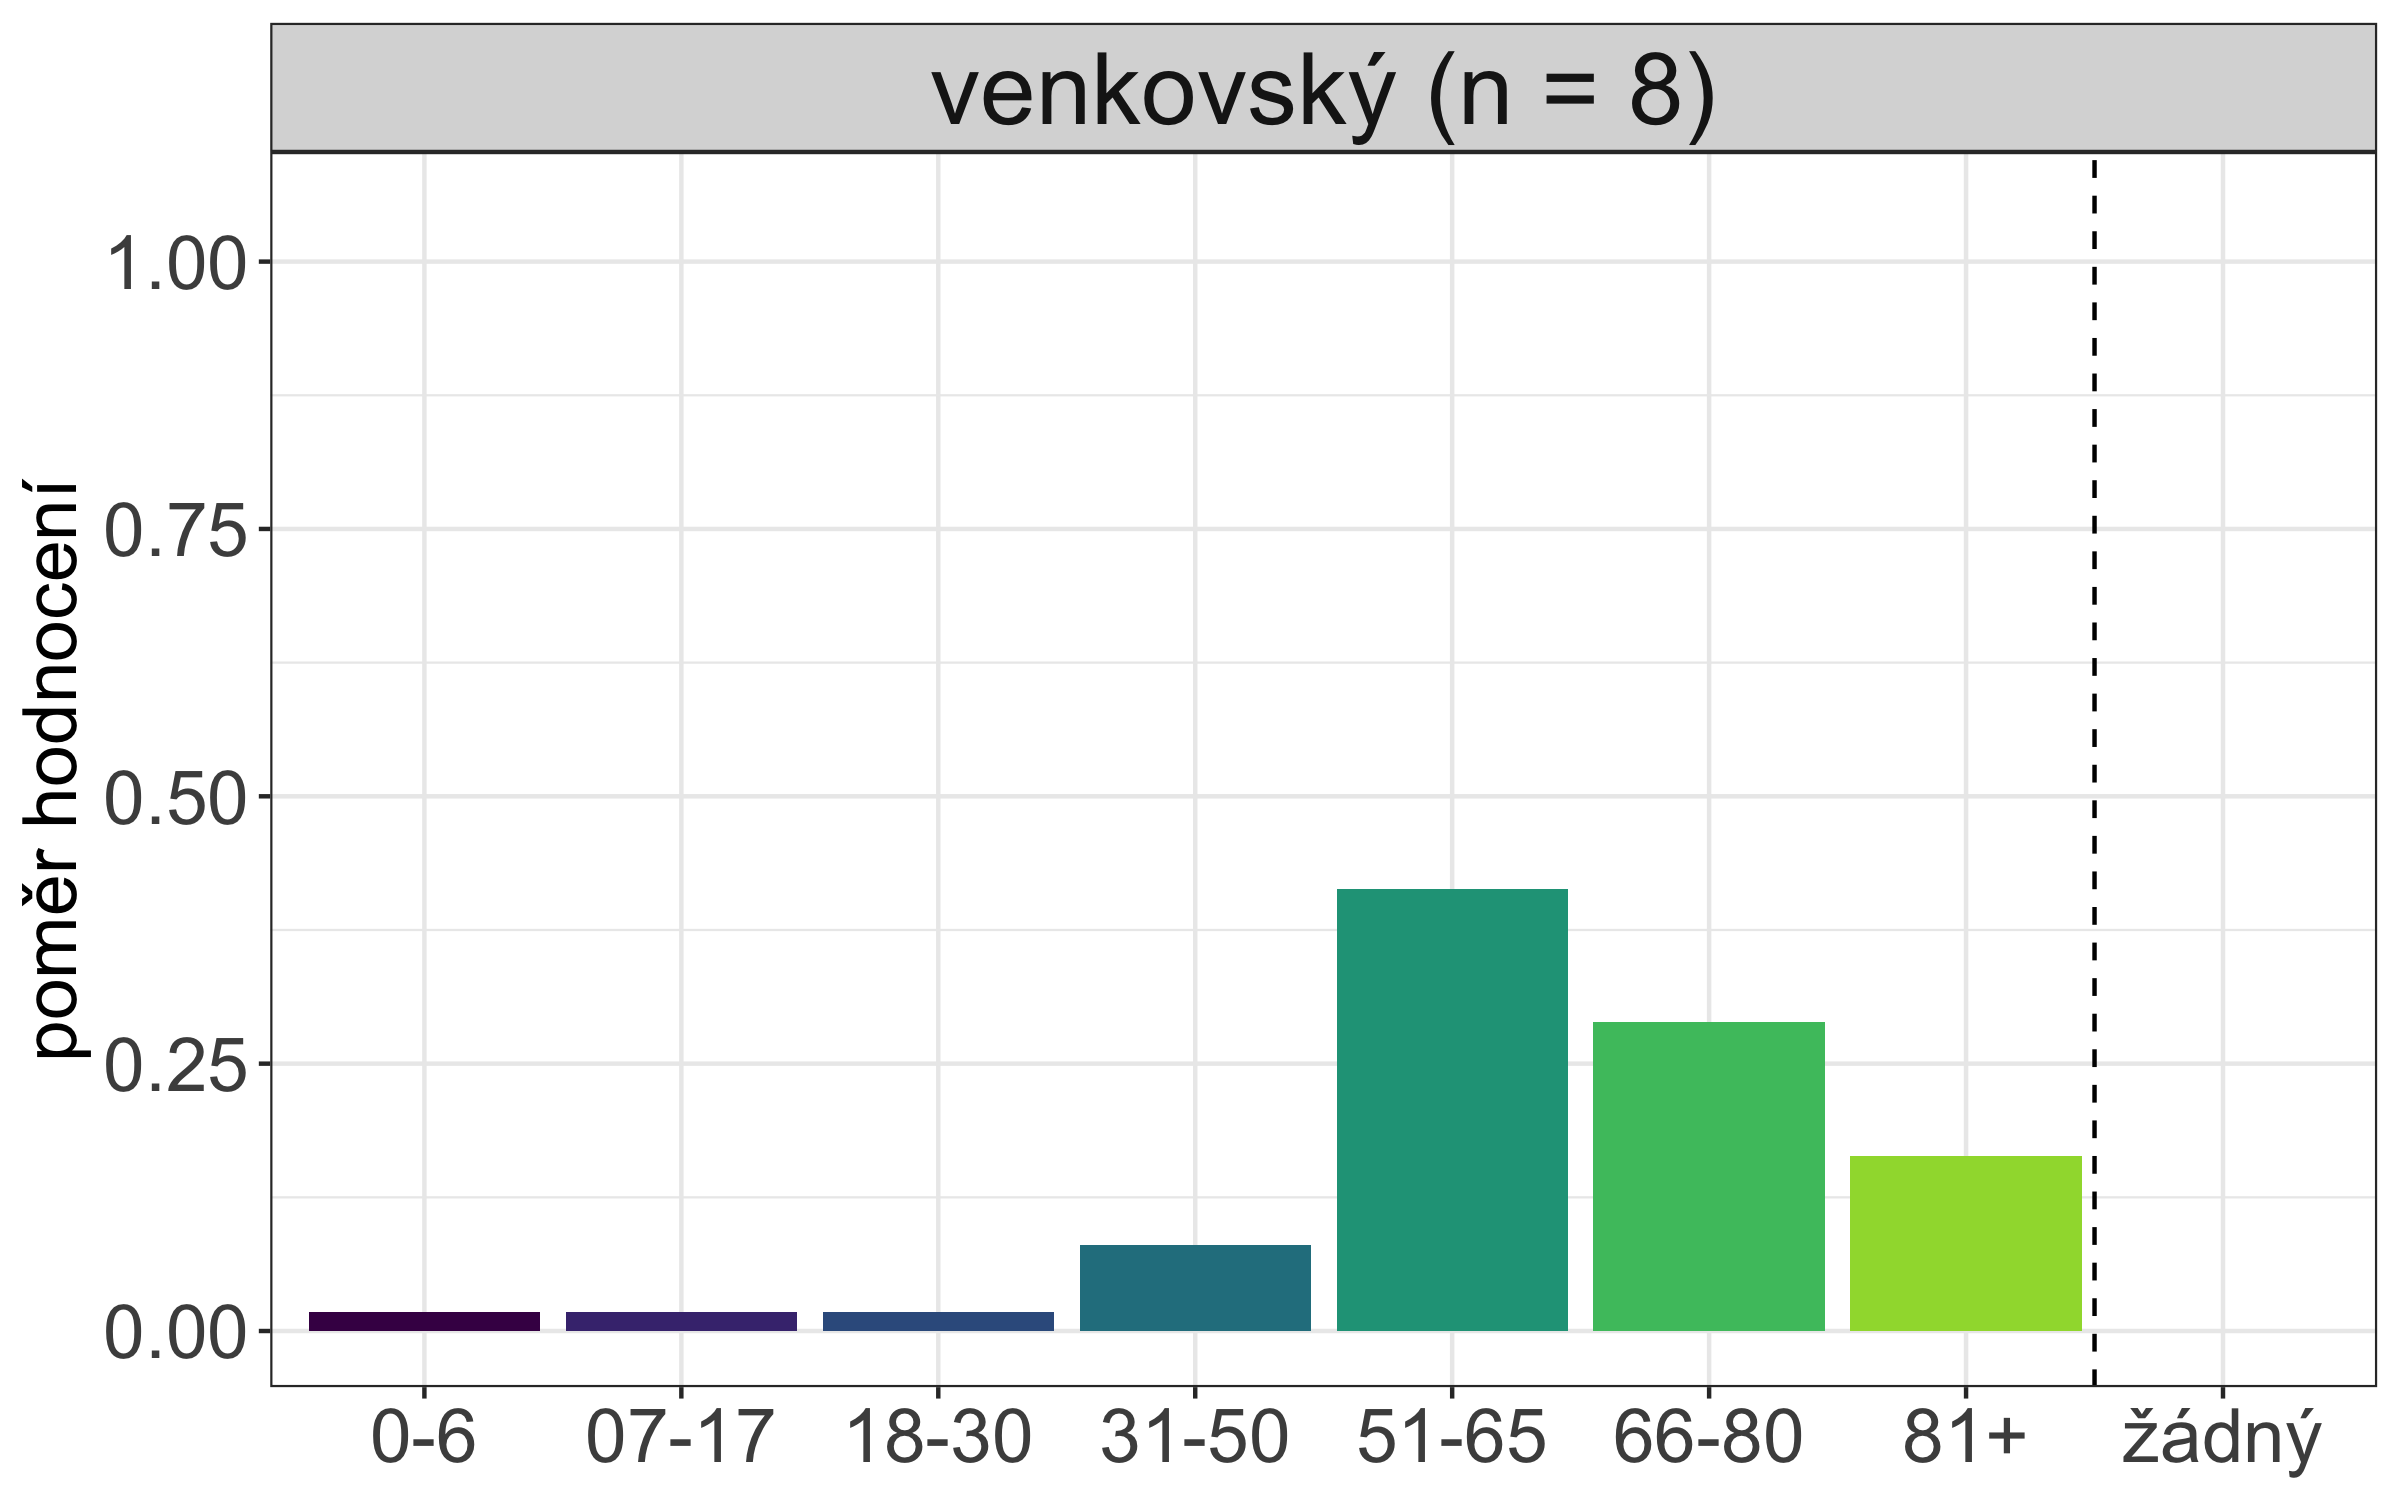 venkovský (n = 8)
poměr hodnocení
1.00
0.75
0.50
0.25
0.00
0-6 07-17 18-30 31-50 51-65 66-80 81+ žádný